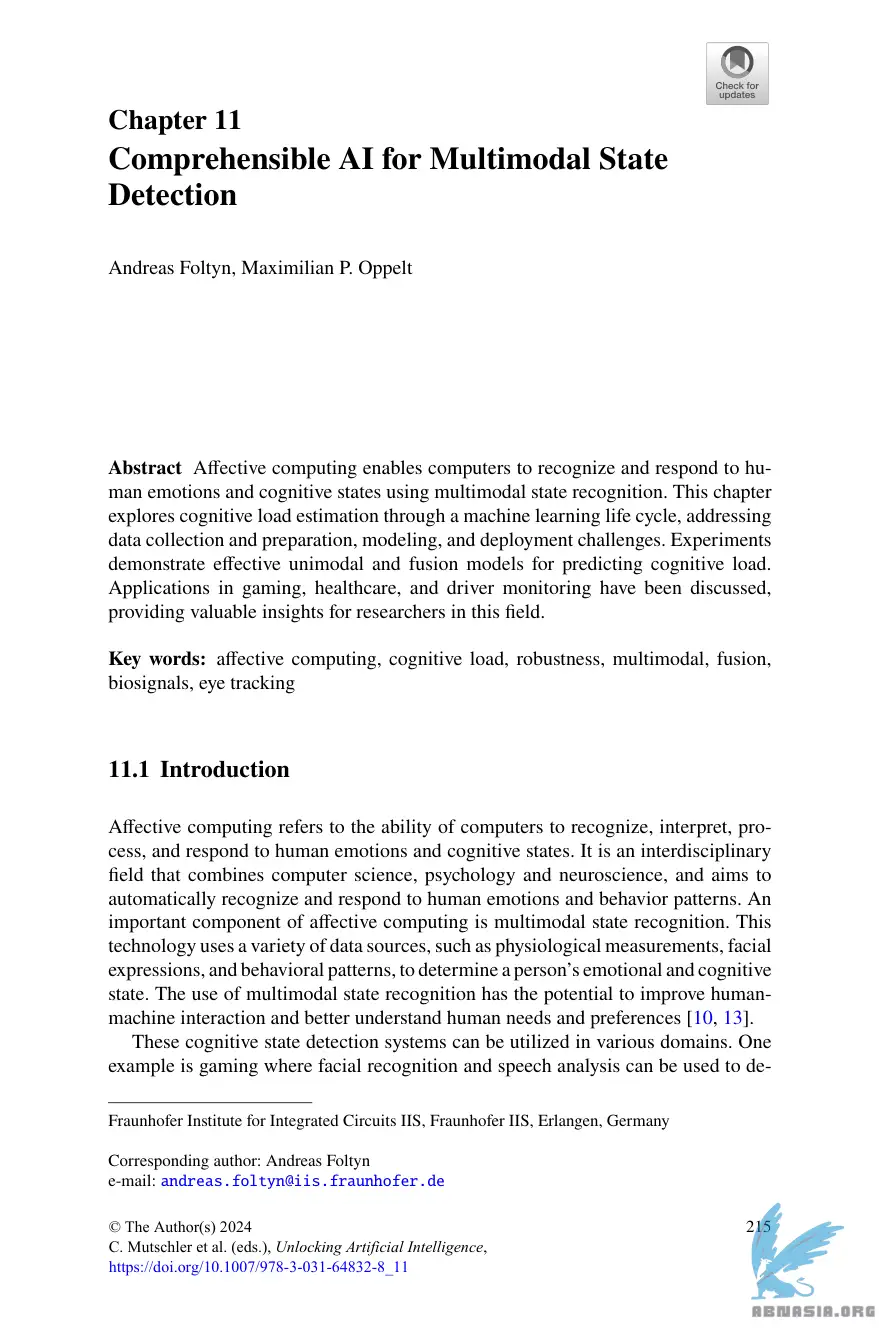 Check for
updates
Chapter 11
Comprehensible AI for Multimodal State
Detection
Andreas Foltyn, Maximilian P. Oppelt
Abstract Affective computing enables computers to recognize and respond to hu-
man emotions and cognitive states using multimodal state recognition. This chapter
explores cognitive load estimation through a machine learning life cycle, addressing
data collection and preparation, modeling, and deployment challenges. Experiments
demonstrate effective unimodal and fusion models for predicting cognitive load.
Applications in gaming, healthcare, and driver monitoring have been discussed,
providing valuable insights for researchers in this field.
Key words: affective computing, cognitive load, robustness, multimodal, fusion,
biosignals, eye tracking
11.1 Introduction
Affective computing refers to the ability of computers to recognize, interpret, pro-
cess, and respond to human emotions and cognitive states. It is an interdisciplinary
field that combines computer science, psychology and neuroscience, and aims to
automatically recognize and respond to human emotions and behavior patterns. An
important component of affective computing is multimodal state recognition. This
technology uses a variety of data sources, such as physiological measurements, facial
expressions, and behavioral patterns, to determine a person's emotional and cognitive
state. The use of multimodal state recognition has the potential to improve human-
machine interaction and better understand human needs and preferences [10, 13].
These cognitive state detection systems can be utilized in various domains. One
example is gaming where facial recognition and speech analysis can be used to de-
Fraunhofer Institute for Integrated Circuits IIS, Fraunhofer IIS, Erlangen, Germany
Corresponding author: Andreas Foltyn
e-mail: andreas.foltyn@iis.fraunhofer.de
© The Author(s) 2024
215
C. Mutschler et al. (eds.), Unlocking Artificial Intelligence,
https://doi.org/10.1007/978-3-031-64832-8_11
ABNASIA.ORG